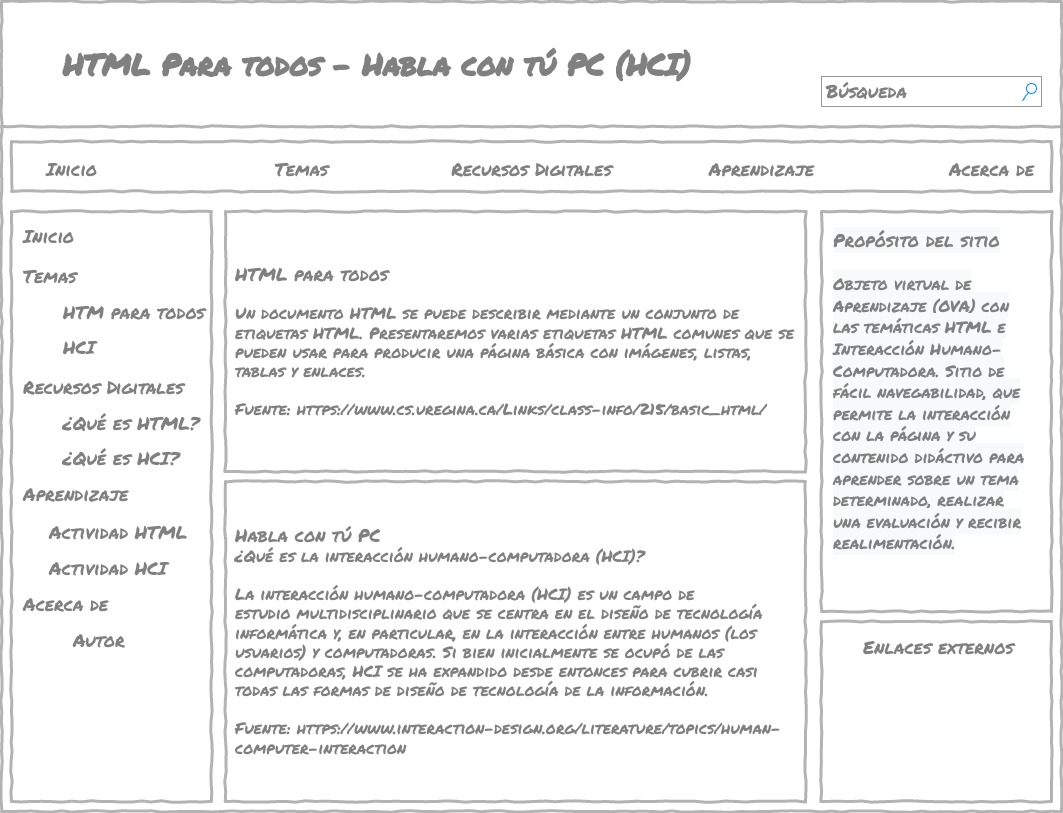 HTML Para todos - Habla con tú PC (HCI)
Búsqueda
Inicio Temas Recursos Digitales Aprendizaje Acerca de
Inicio
Temas
HTM para todos
HCI
Recursos Digitales
¿Qué es HTML?
¿Qué es HCI?
Aprendizaje
Actividad HTML
Actividad HCI
Acerca de
Autor
HTML para todos
Un documento HTML se puede describir mediante un conjunto de
etiquetas HTML. Presentaremos varias etiquetas HTML comunes que se
pueden usar para producir una página básica con imágenes, listas,
tablas y enlaces.
Fuente: https://www.cs.uregina.ca/Links/class-info/215/basic_html/
Habla con tú PC
¿Qué es la interacción humano-computadora (HCI)?
La interacción humano-computadora (HCI) es un campo de
estudio multidisciplinario que se centra en el diseño de tecnología
informática y, en particular, en la interacción entre humanos (los
usuarios) y computadoras. Si bien inicialmente se ocupó de las
computadoras, HCI se ha expandido desde entonces para cubrir casi
todas las formas de diseño de tecnología de la información.
Fuente: https://www.interaction-design.org/literature/topics/human-
computer-interaction
Propósito del sitio
Objeto virtual de
Aprendizaje (OVA) con
las temáticas HTML e
Interacción Humano-
Computadora. Sitio de
fácil navegabilidad, que
permite la interacción
con la página y su
contenido didáctivo para
aprender sobre un tema
determinado, realizar
una evaluación y recibir
realimentación.
Enlaces externos